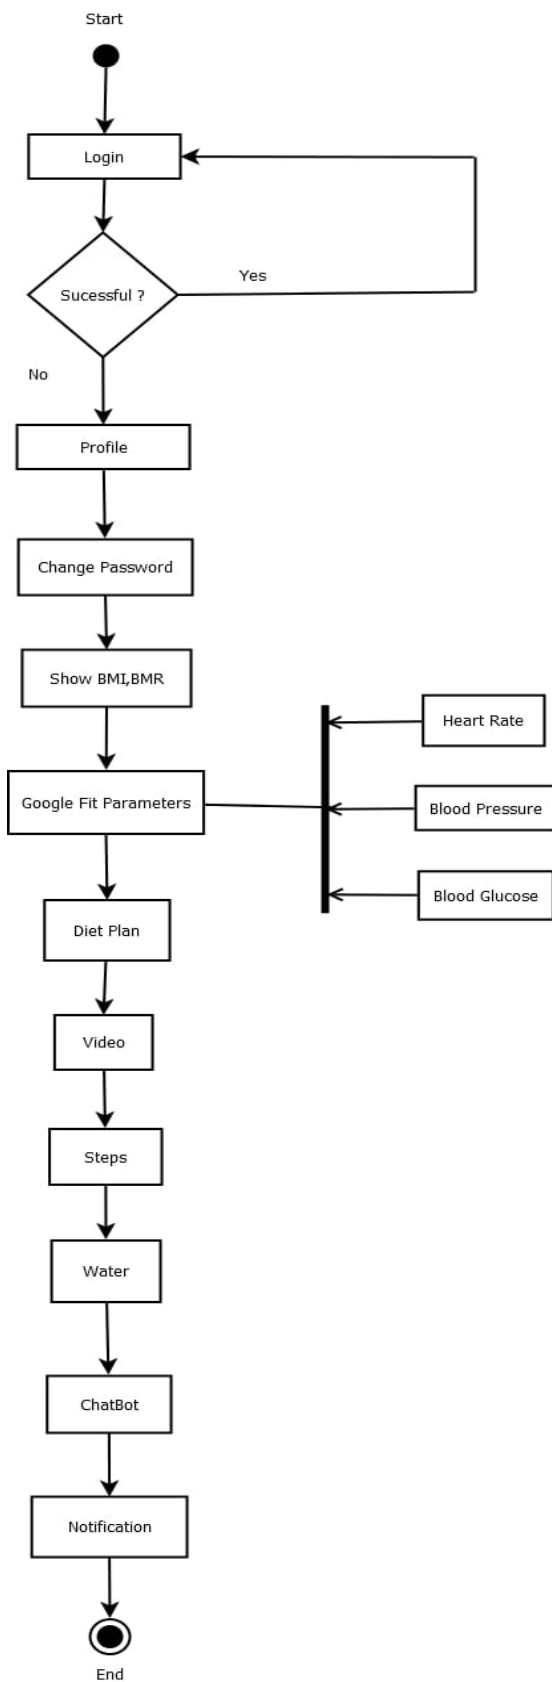 Start
Login
Yes
Sucessful ?
No
Profile
Change Password
Show BMI,BMR
Heart Rate
Google Fit Parameters
Blood Pressure
Blood Glucose
Diet Plan
Video
Steps
Water
ChatBot
Notification
End